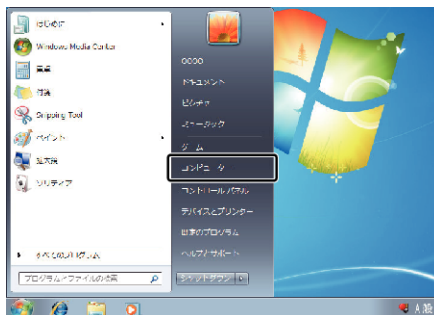 はじめに
Windows Media Center
電卓
付箋
Snipping Tool
ペイント
拡大鏡
ソリティア
すべてのプログラム
プログラムとファイルの検索
ドキュメント
ピクチャ
ミュージック
ゲーム
コンピューター
コントロール パネル
デバイスとプリンター
既定のプログラム
ヘルプとサポート
シャットダウン
A 般